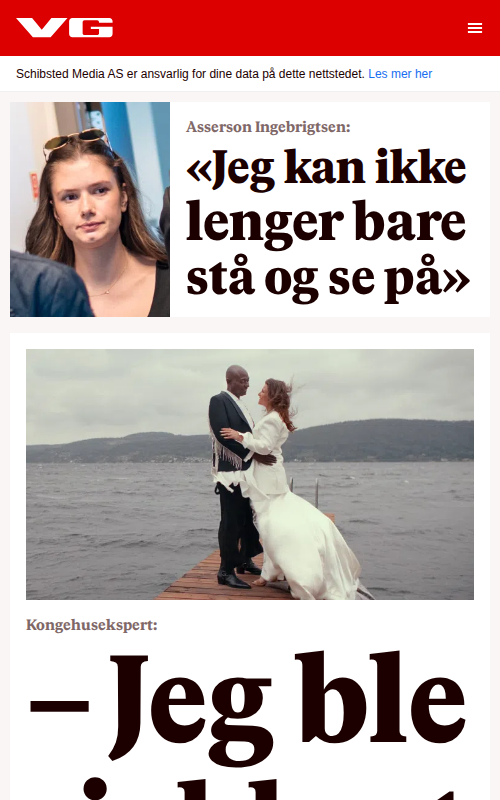 VG
Schibsted Media AS er ansvarlig for dine data på dette nettstedet. Les mer her
Asserson Ingebrigtsen:
«Jeg kan ikke
lenger bare
stå og se på»
Kongehusekspert:
– Jeg ble